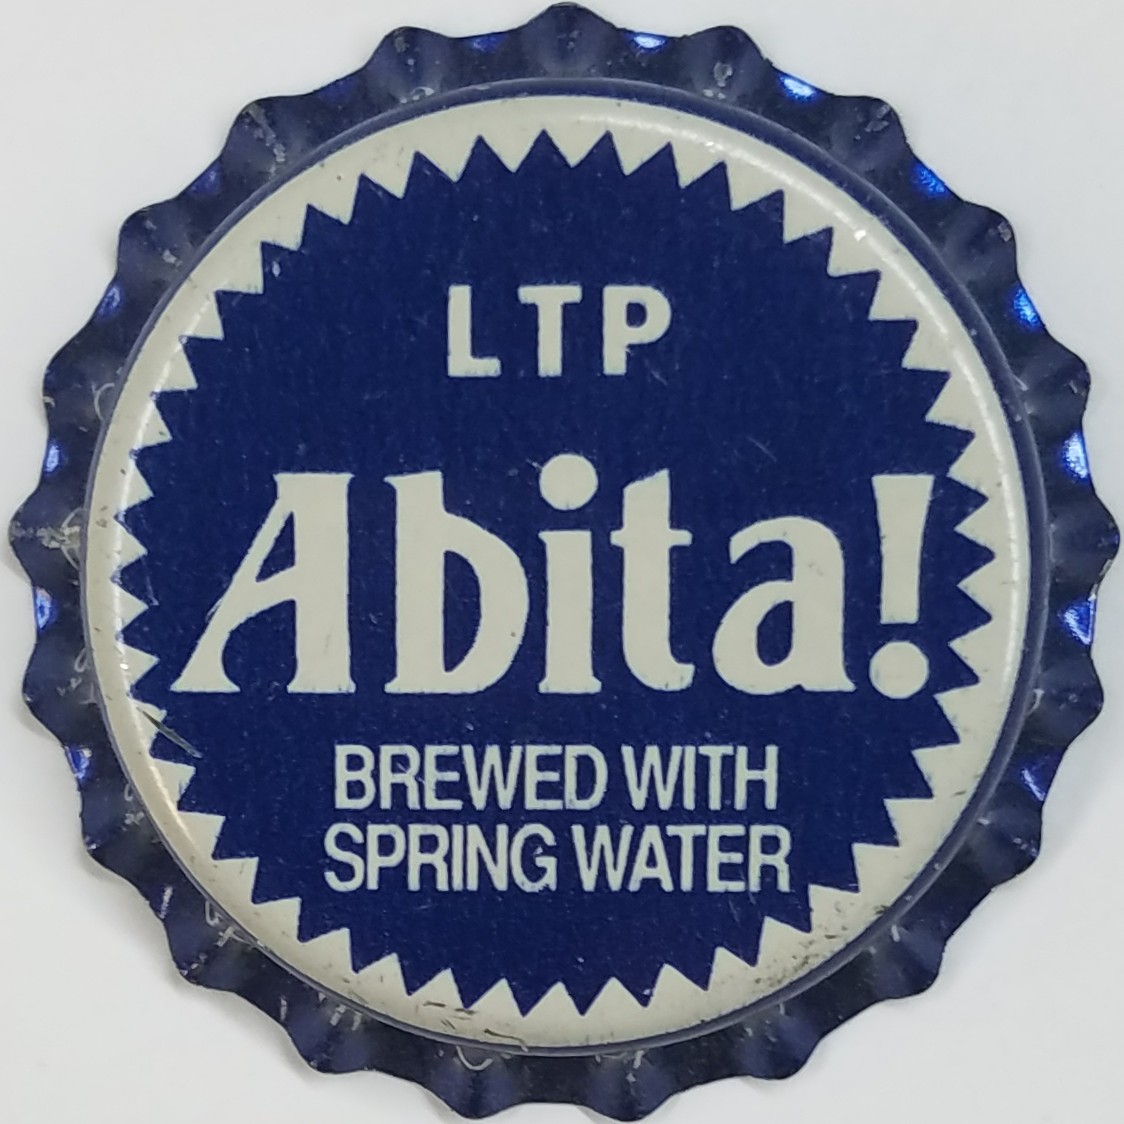 LTP
Abita!
BREWED WITH
SPRING WATER